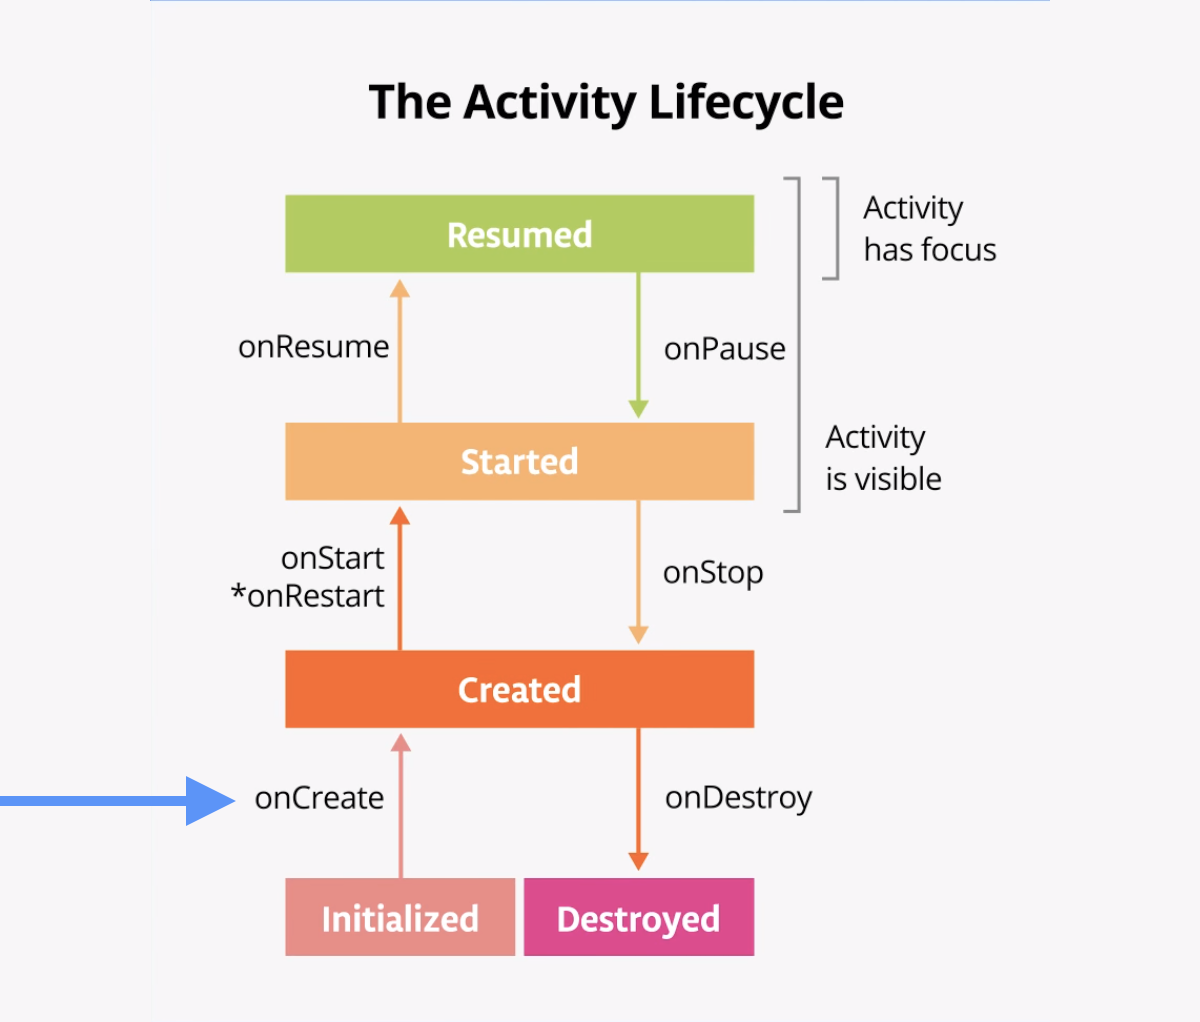 The Activity Lifecycle
Resumed
Activity
has focus
onResume
onPause
Started
Activity
is visible
onStart
*onRestart
onStop
Created
onCreate
onDestroy
Initialized
Destroyed